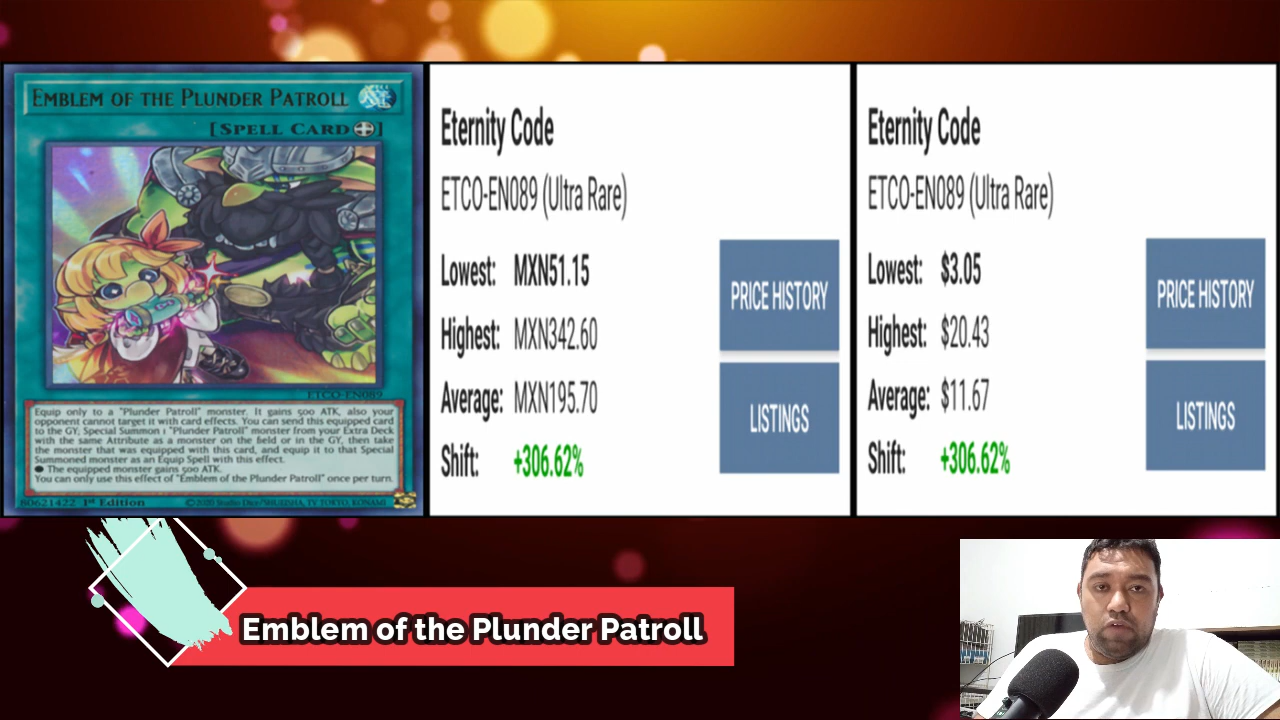 EMBLEM OF THE PLUNDER PATROLL
[SPELL CARD]
ETCO-EN089
Equip only to a "Plunder Patroll" monster. It gains 500 ATK, also your
opponent cannot target it with card effects. You can send this equipped card
to the GY; Special Summon 1 "Plunder Patroll" monster from your Extra Deck
with the same Attribute as a monster on the field or in the GY, then take
the monster that was equipped with this card, and equip it to that Special
Summoned monster as an Equip Spell with this effect.
● The equipped monster gains 500 ATK.
You can only use this effect of "Emblem of the Plunder Patroll" once per turn.
80621422 1st Edition
©2020 Studio Dice/SHUEISHA, TV TOKYO, KONAMI
Eternity Code
ETCO-EN089 (Ultra Rare)
Lowest: MXN51.15
Highest: MXN342.60
Average: MXN195.70
Shift: +306.62%
PRICE HISTORY
LISTINGS
Eternity Code
ETCO-EN089 (Ultra Rare)
Lowest: $3.05
Highest: $20.43
Average: $11.67
Shift: +306.62%
PRICE HISTORY
LISTINGS
Emblem of the Plunder Patroll